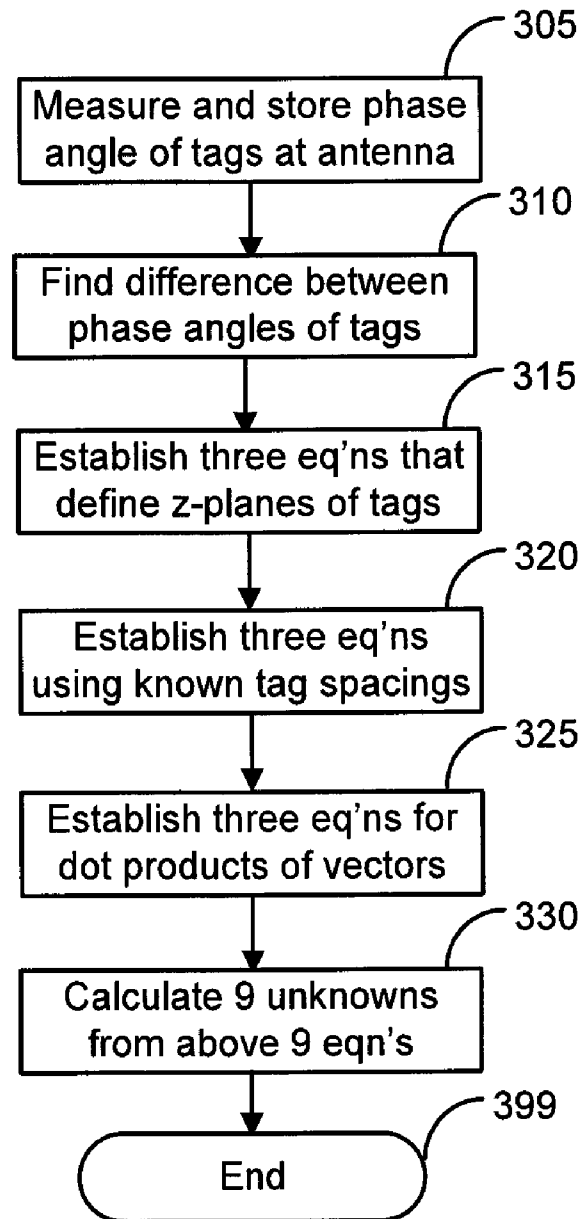 305
Measure and store phase
angle of tags at antenna
310
Find difference between
phase angles of tags
315
Establish three eq'ns that
define z-planes of tags
320
Establish three eq'ns
using known tag spacings
325
Establish three eq'ns for
dot products of vectors
330
Calculate 9 unknowns
from above 9 eqn's
399
End